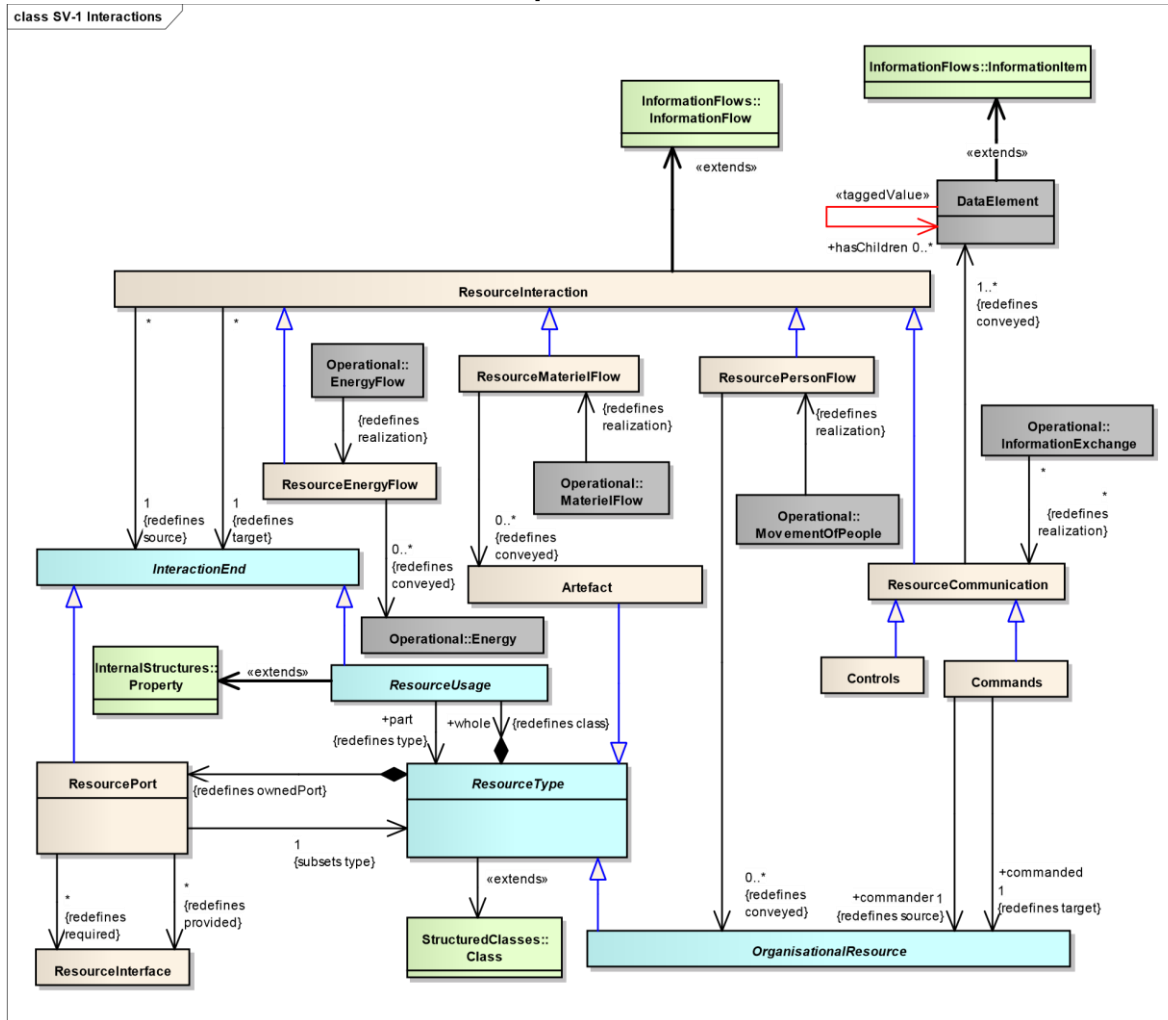 class SV-1 Interactions
InformationFlows::InformationItem
InformationFlows::
InformationFlow
«extends»
«extends»
«taggedValue»
DataElement
+hasChildren 0..*
ResourceInteraction
*
*
1..*
{redefines
conveyed}
Operational::
EnergyFlow
ResourceMaterielFlow
ResourcePersonFlow
{redefines
realization}
{redefines
realization}
{redefines
realization}
Operational::
InformationExchange
ResourceEnergyFlow
Operational::
MaterielFlow
Operational::
MovementOfPeople
*
*
{redefines
realization}
1
{redefines
source}
1
{redefines
target}
0..*
{redefines
conveyed}
0..*
{redefines
conveyed}
InteractionEnd
Artefact
ResourceCommunication
Operational::Energy
InternalStructures::
Property
«extends»
ResourceUsage
Controls
Commands
+part
{redefines type}
+whole
{redefines class}
ResourcePort
{redefines ownedPort}
ResourceType
1
{subsets type}
«extends»
*
{redefines
required}
*
{redefines
provided}
0..*
{redefines
conveyed}
+commander 1
{redefines source}
+commanded
1
{redefines target}
ResourceInterface
StructuredClasses::
Class
OrganisationalResource